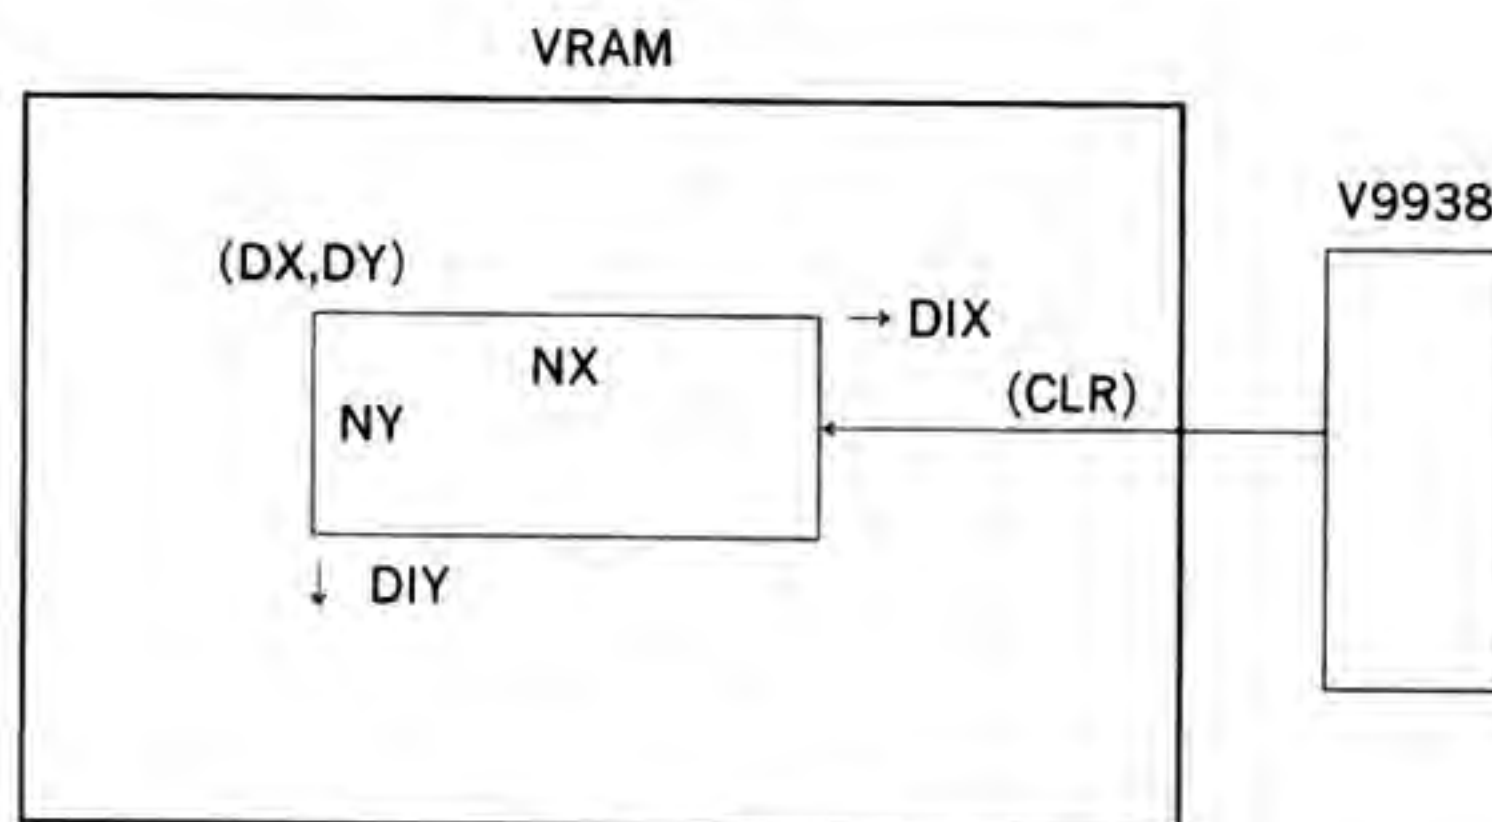 VRAM
V9938
(DX,DY)
→ DIX
NX
(CLR)
NY
↓ DIY